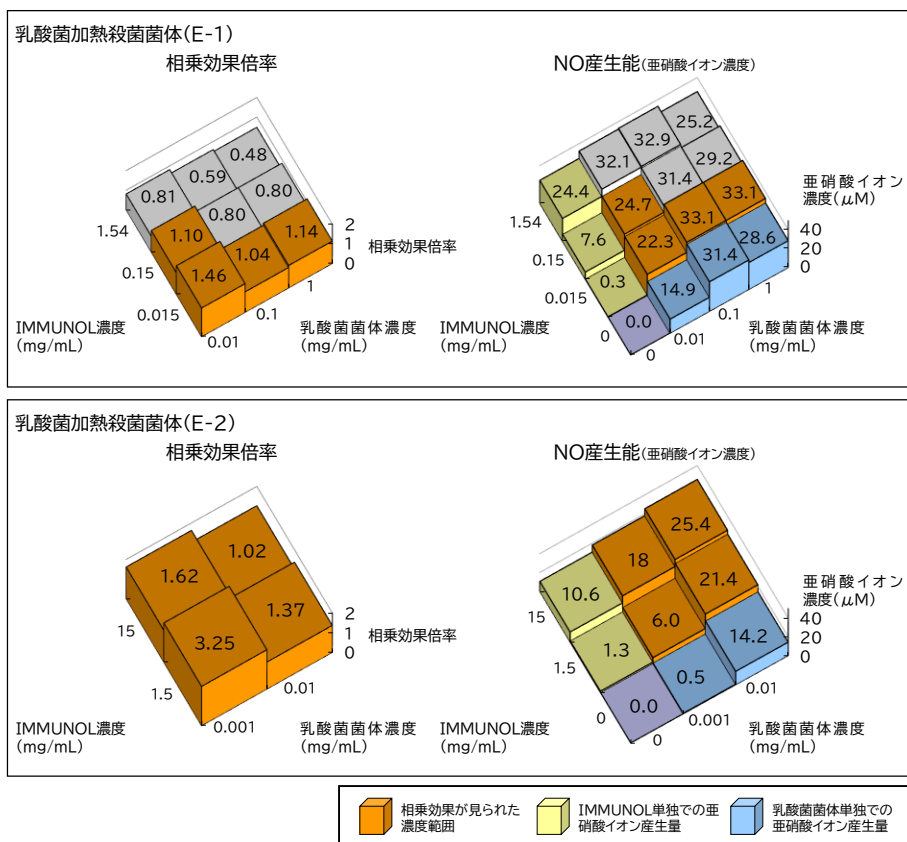 乳酸菌加熱殺菌菌体(E-1)
相乗効果倍率
0.48
0.59
0.81
0.80
0.80
1.10
1.14
1.04
1.46
1.54
0.15
0.015
0.01
0.1
1
2
1
0
相乗効果倍率
IMMUNOL濃度
(mg/mL)
乳酸菌菌体濃度
(mg/mL)
NO産生能(亜硝酸イオン濃度)
25.2
32.9
32.1
24.4
29.2
31.4
24.7
7.6
33.1
33.1
22.3
0.3
28.6
31.4
14.9
0.0
1.54
0.15
0.015
0
0
0.01
0.1
1
亜硝酸イオン
濃度(μM)
40
20
0
IMMUNOL濃度
(mg/mL)
乳酸菌菌体濃度
(mg/mL)
乳酸菌加熱殺菌菌体(E-2)
相乗効果倍率
1.02
1.62
1.37
3.25
15
1.5
0.001
0.01
2
1
0
相乗効果倍率
IMMUNOL濃度
(mg/mL)
乳酸菌菌体濃度
(mg/mL)
NO産生能(亜硝酸イオン濃度)
25.4
18
10.6
21.4
6.0
1.3
14.2
0.5
0.0
15
1.5
0
0
0.001
0.01
亜硝酸イオン
濃度(μM)
40
20
0
IMMUNOL濃度
(mg/mL)
乳酸菌菌体濃度
(mg/mL)
相乗効果が見られた
濃度範囲
IMMUNOL単独での亜
硝酸イオン産生量
乳酸菌菌体単独での
亜硝酸イオン産生量